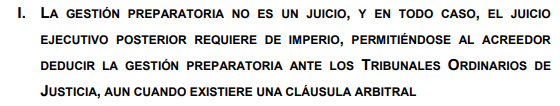 I. LA GESTIÓN PREPARATORIA NO ES UN JUICIO, Y EN TODO CASO, EL JUICIO
EJECUTIVO POSTERIOR REQUIERE DE IMPERIO, PERMITIÉNDOSE AL ACREEDOR
DEDUCIR LA GESTIÓN PREPARATORIA ANTE LOS TRIBUNALES ORDINARIOS DE
JUSTICIA, AUN CUANDO EXISTIERE UNA CLÁUSULA ARBITRAL